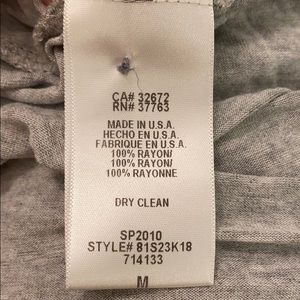 CA# 32672
RN# 37763
MADE IN U.S.A.
HECHO EN U.S.A.
FABRIQUE EN U.S.A.
100% RAYON/
100% RAYON/
100% RAYONNE
DRY CLEAN
SP2010
STYLE# 81S23K18
714133
M